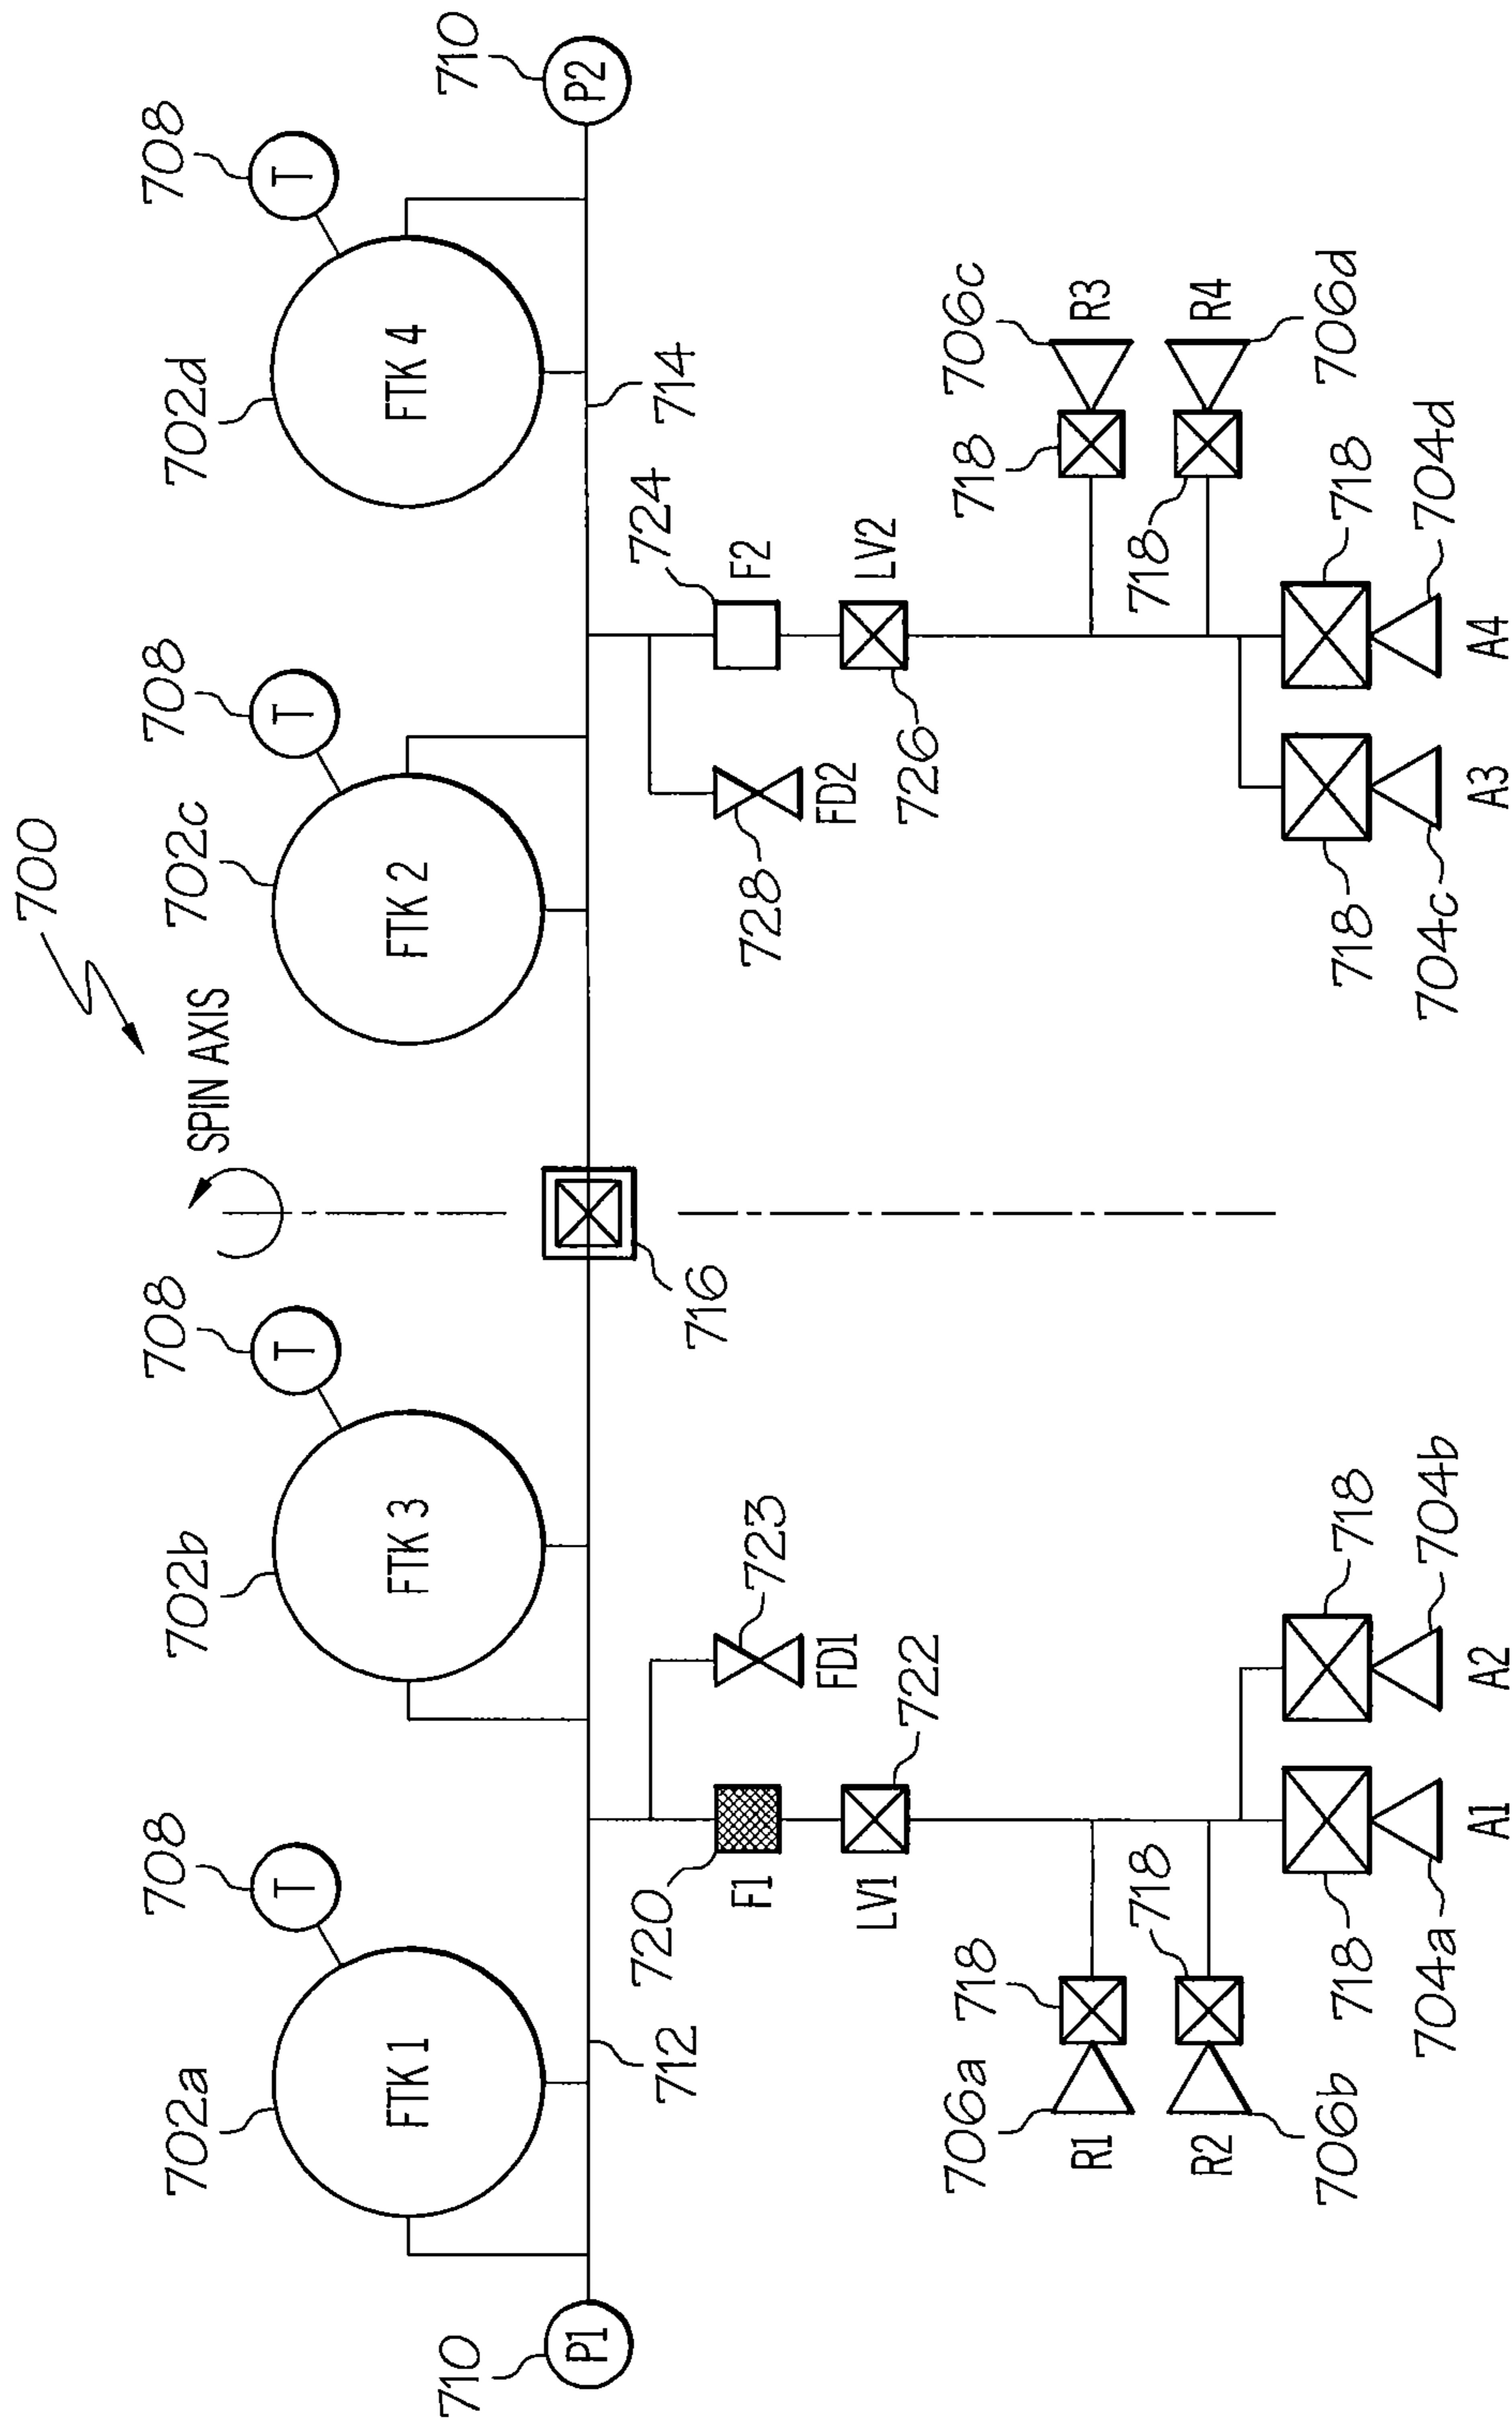 700
SPIN AXIS
702a
FTK 1
708
T
702b
FTK 3
708
T
702c
FTK 2
708
T
702d
FTK 4
708
T
710
P1
712
716
714
710
P2
720
F1
723
FD1
LV1
722
724
F2
728
FD2
LV2
726
706a
R1
718
718
R2
706b
718
704a
A1
718
704b
A2
718
706c
R3
718
R4
706d
718
704c
A3
718
704d
A4